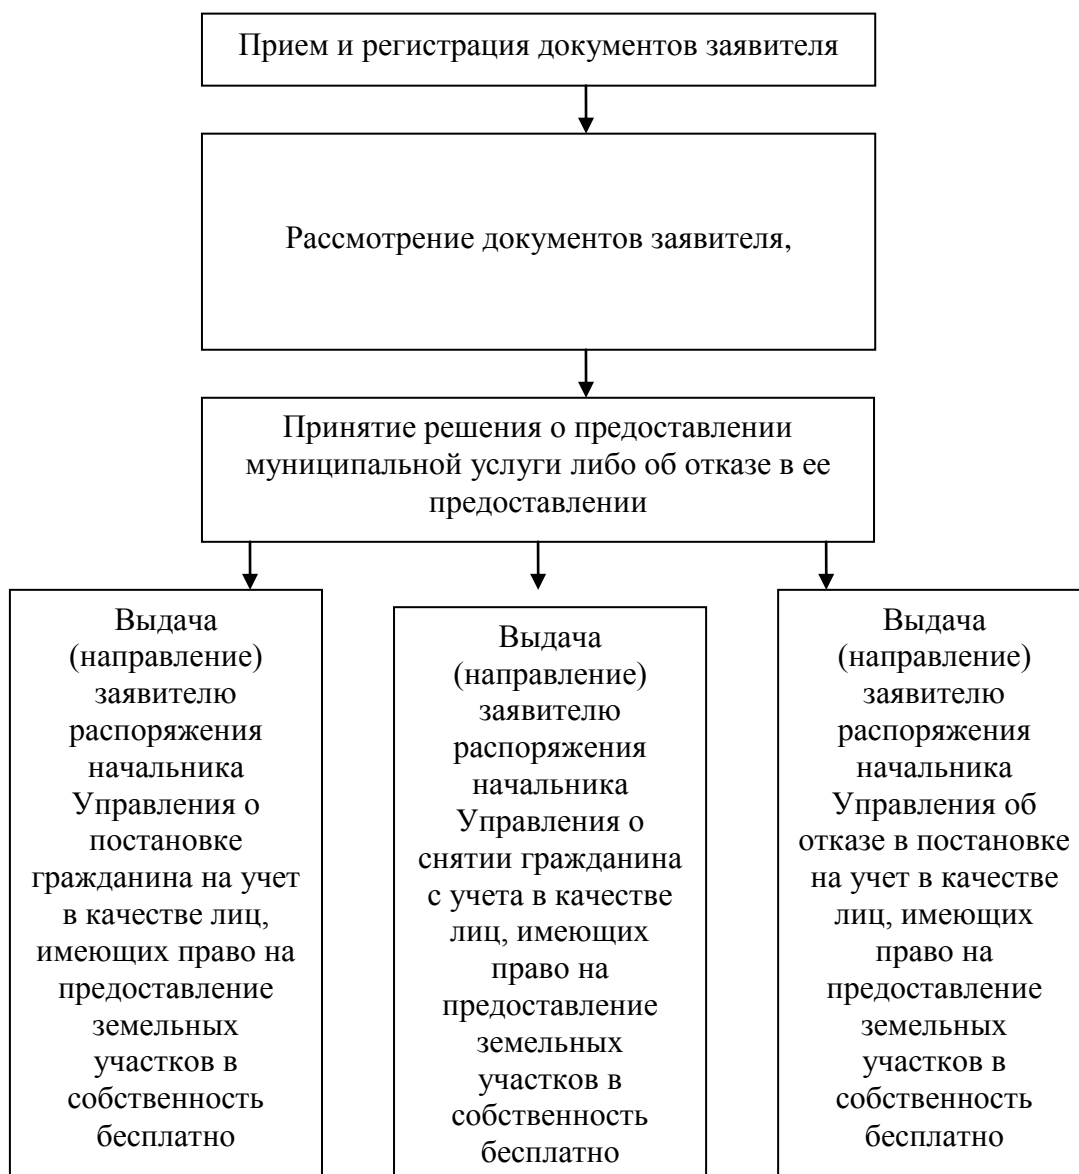 Прием и регистрация документов заявителя
Рассмотрение документов заявителя,
Принятие решения о предоставлении
муниципальной услуги либо об отказе в ее
предоставлении
Выдача
(направление)
заявителю
распоряжения
начальника
Управления о
постановке
гражданина на учет
в качестве лиц,
имеющих право на
предоставление
земельных
участков в
собственность
бесплатно
Выдача
(направление)
заявителю
распоряжения
начальника
Управления о
снятии гражданина
с учета в качестве
лиц, имеющих
право на
предоставление
земельных
участков в
собственность
бесплатно
Выдача
(направление)
заявителю
распоряжения
начальника
Управления об
отказе в постановке
на учет в качестве
лиц, имеющих
право на
предоставление
земельных
участков в
собственность
бесплатно